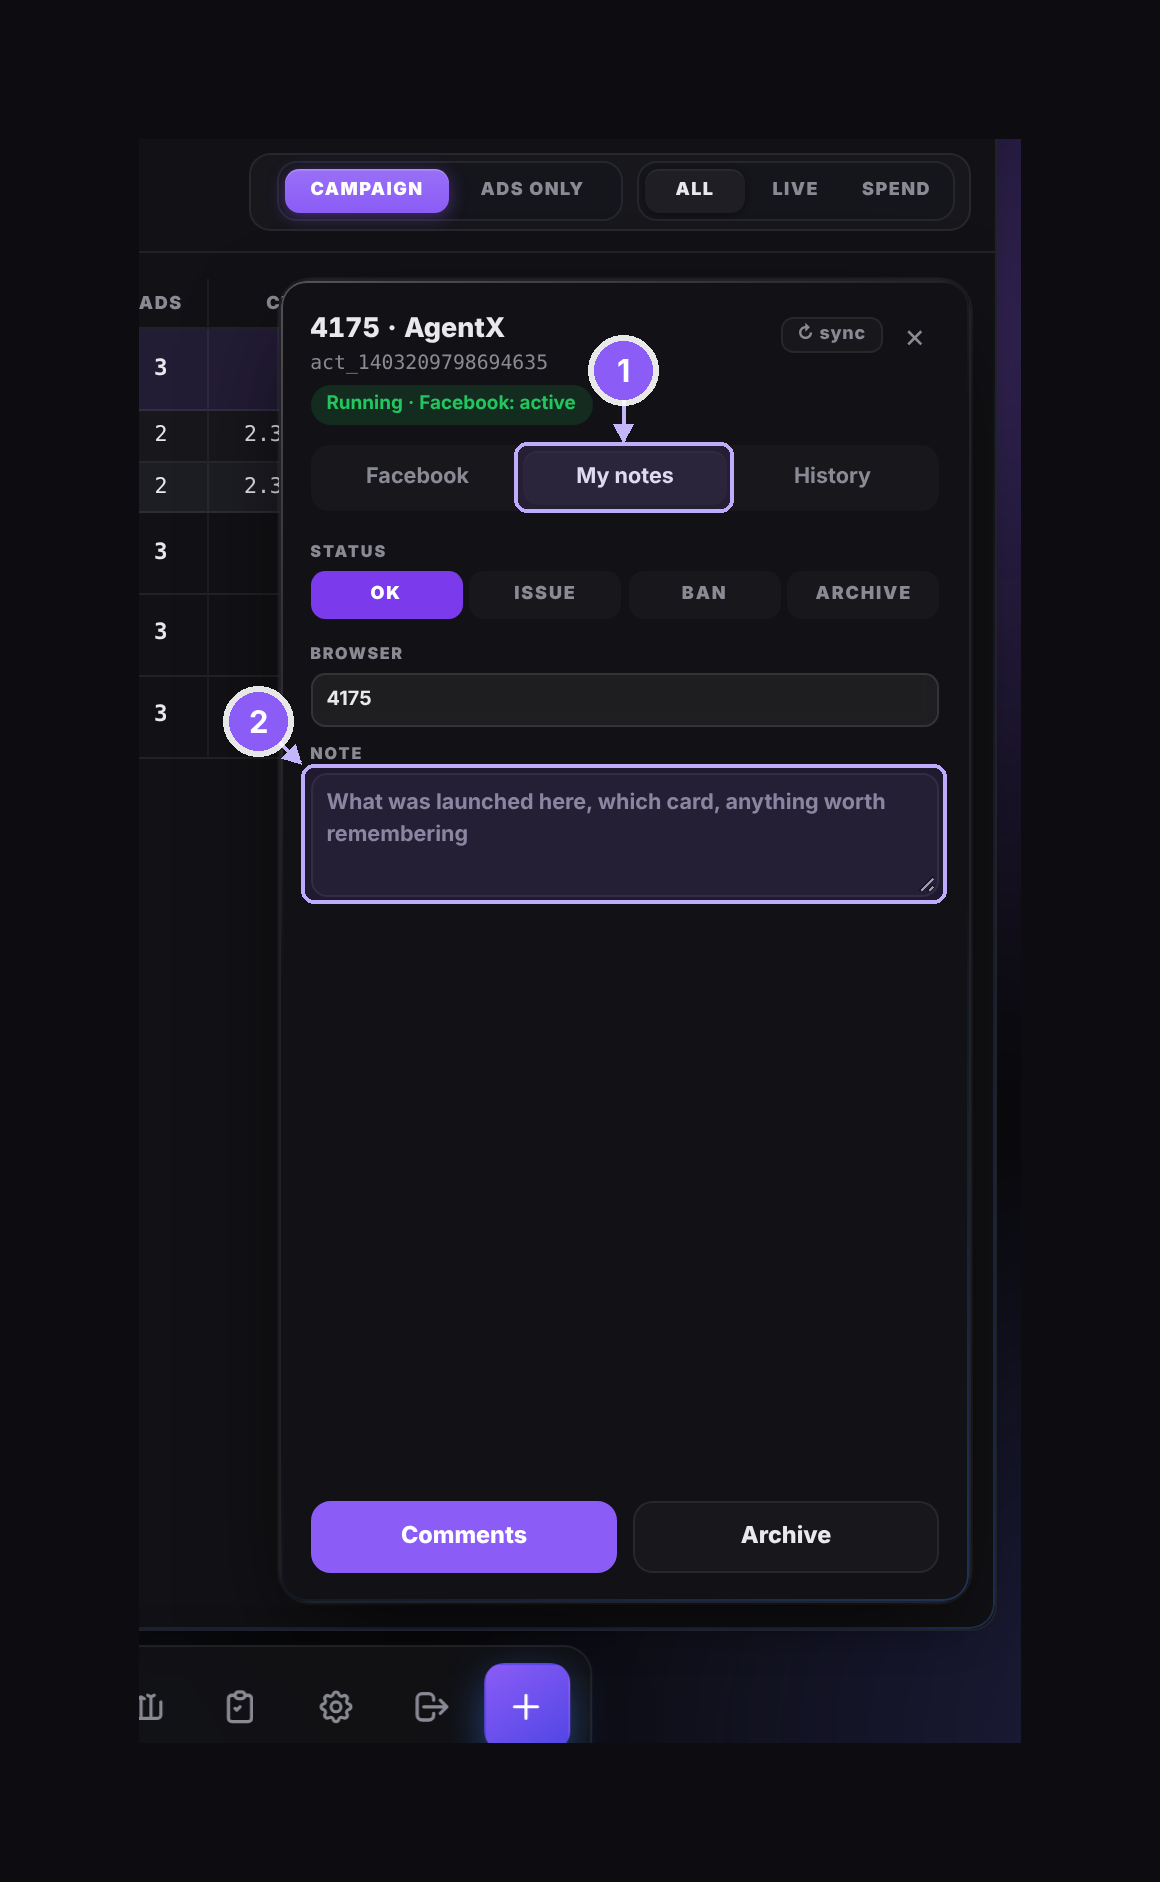 CAMPAIGN ADS ONLY ALL LIVE SPEND
ADS
3
2 2.3
2 2.3
3
3
3
4175 · AgentX
sync ×
act_1403209798694635
1
Running · Facebook: active
Facebook My notes History
STATUS
OK ISSUE BAN ARCHIVE
BROWSER
4175
2
NOTE
What was launched here, which card, anything worth
remembering
Comments Archive